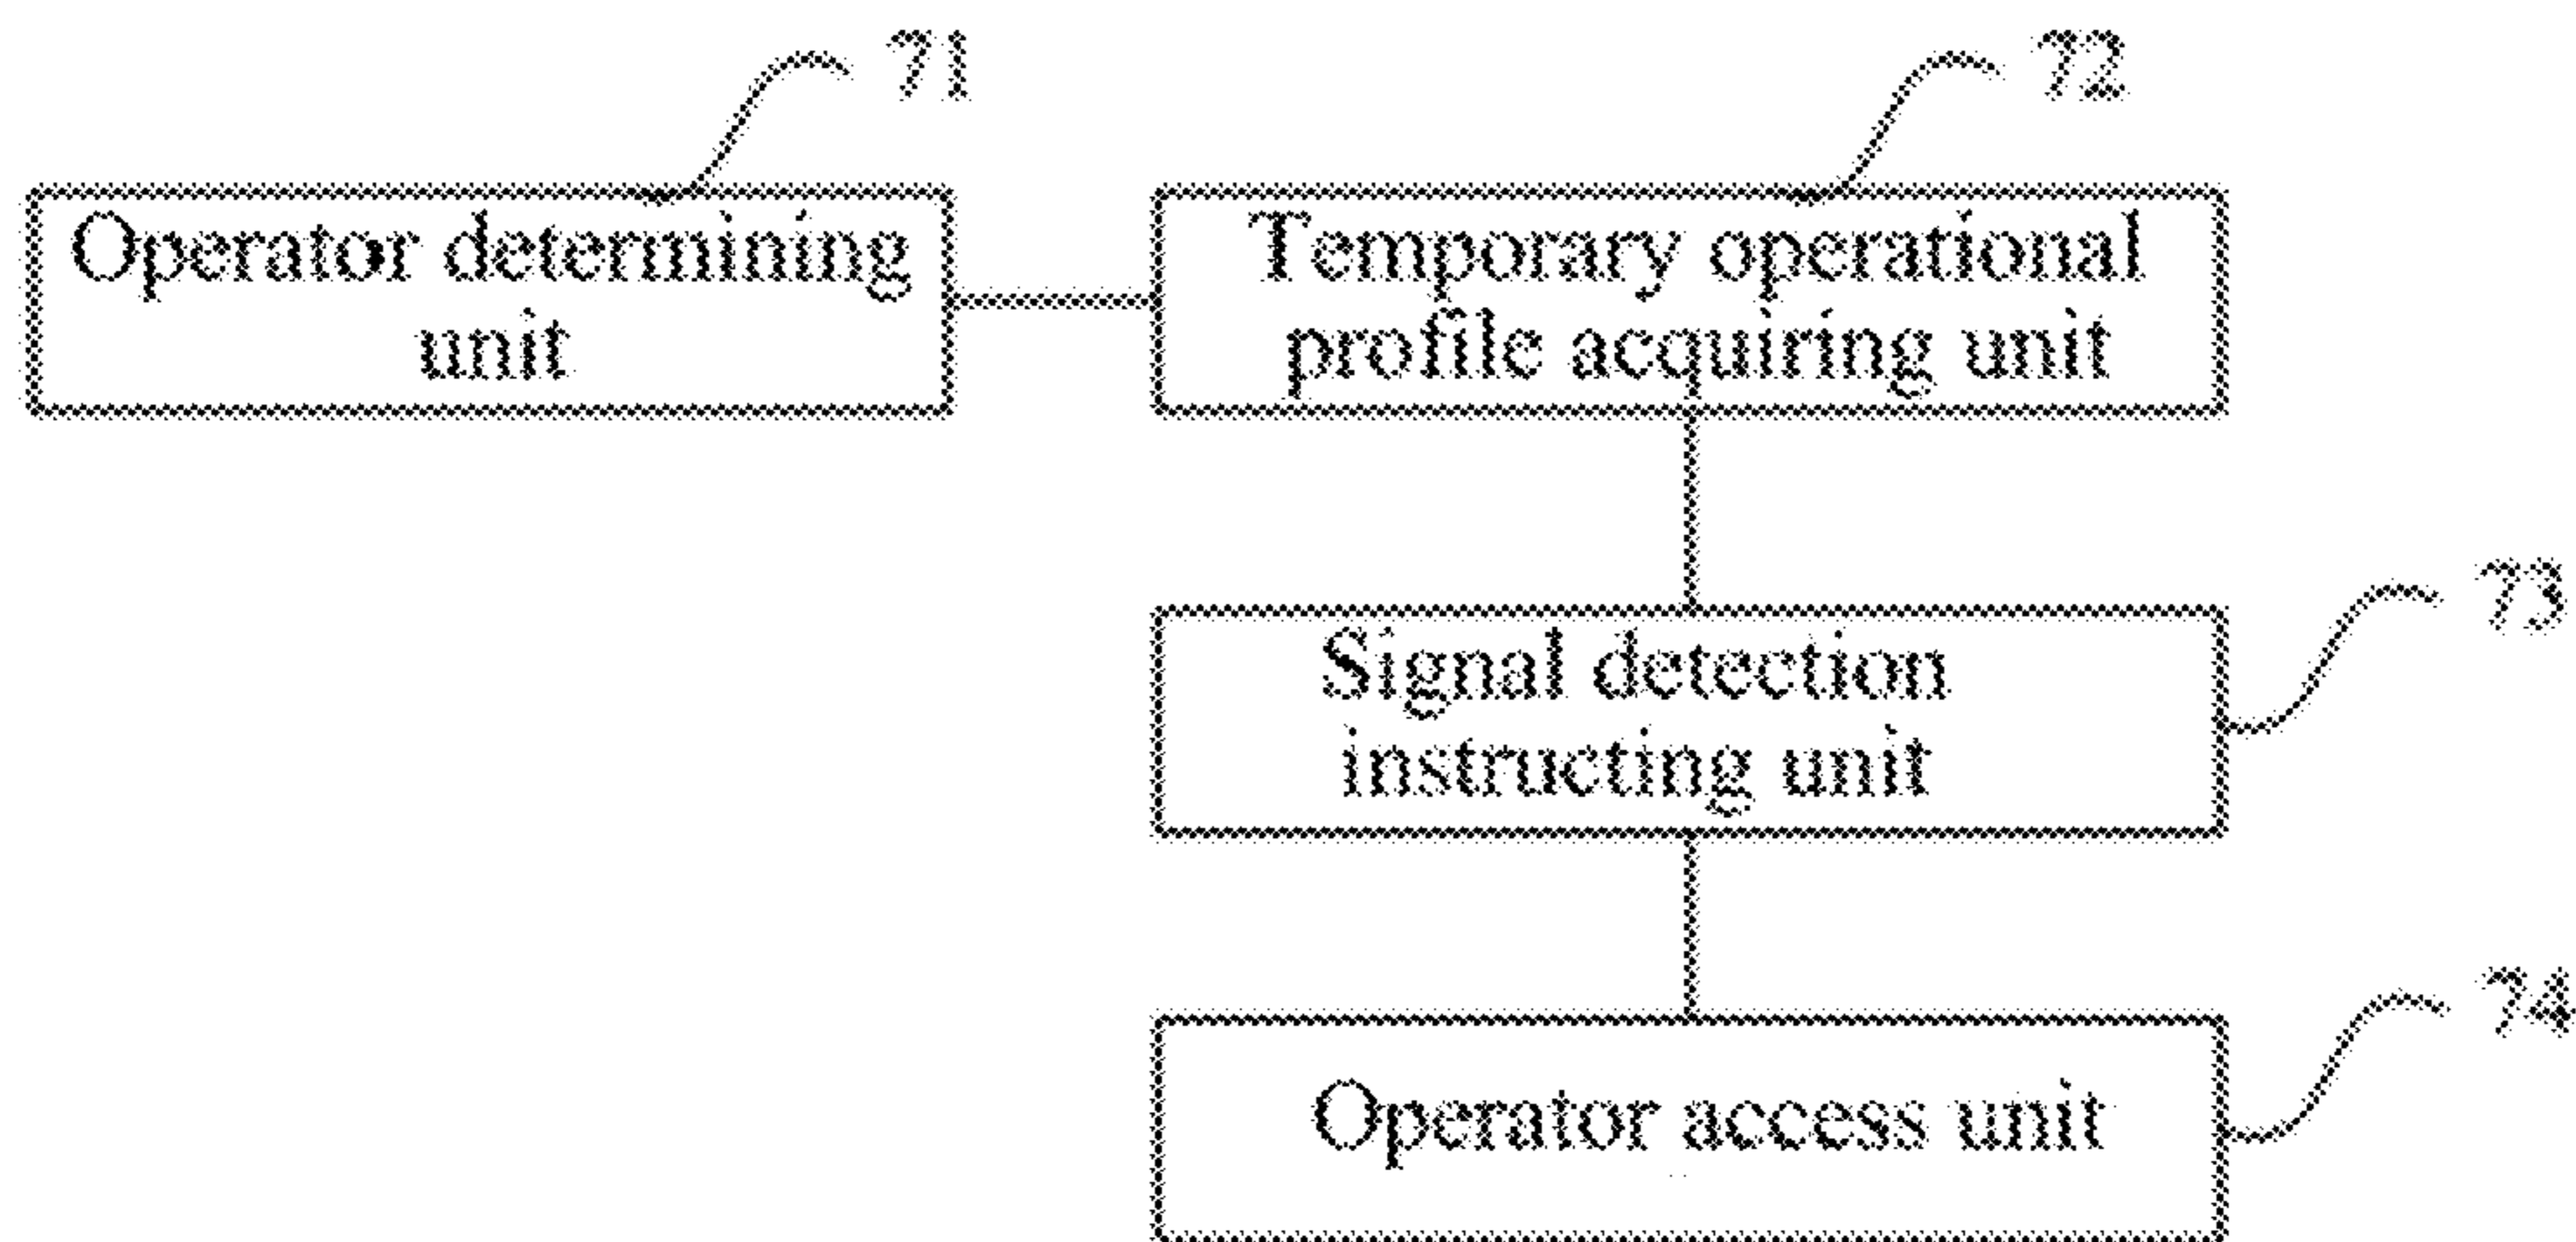 71
72
Operator determining
unit
Temporary operational
profile acquiring unit
73
Signal detection
instructing unit
74
Operator access unit